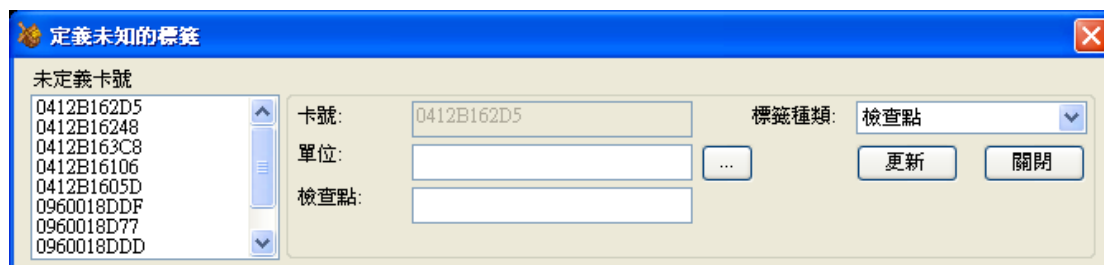 定義未知的標籤
未定義卡號
0412B162D5
0412B16248
0412B163C8
0412B16106
0412B1605D
0960018DDF
0960018D77
0960018DDD
卡號: 0412B162D5 標籤種類: 檢查點
單位: ... 更新 關閉
檢查點: